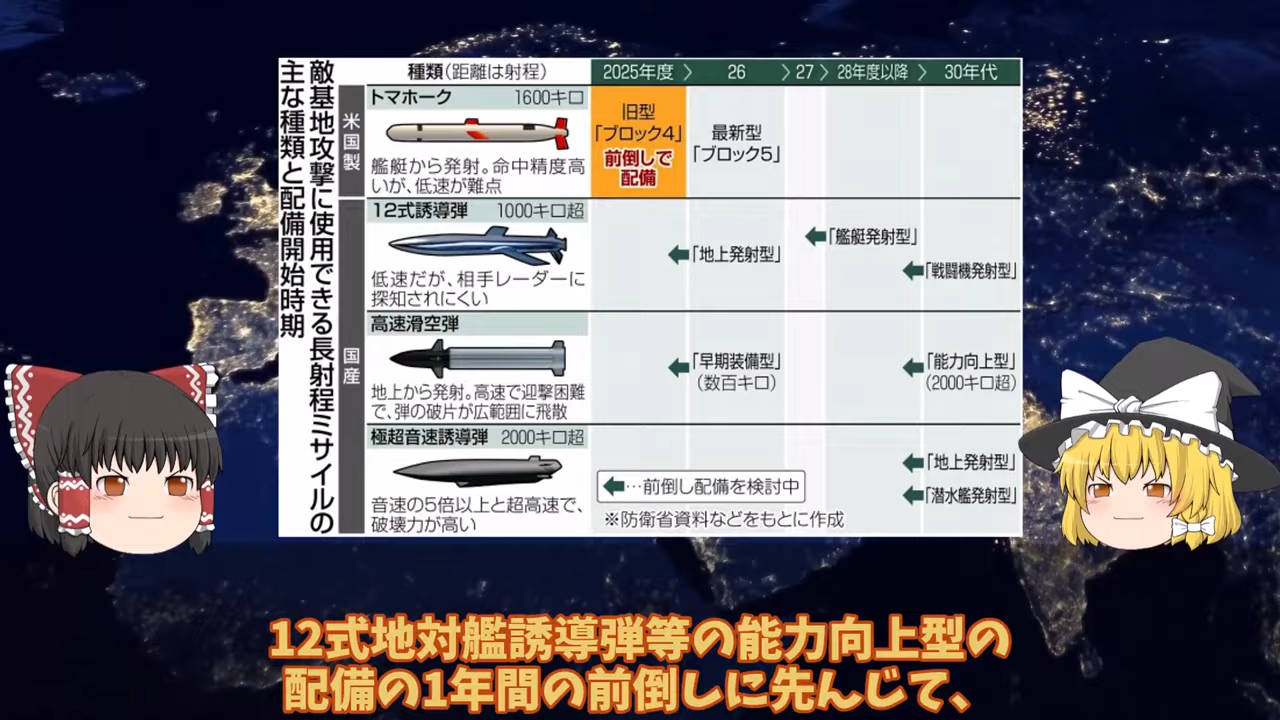 敵基地攻撃に使用できる長射程ミサイルの
主な種類と配備開始時期
種類(距離は射程)
2025年度
26
27
28年度以降
30年代
米国製
トマホーク 1600キロ
艦艇から発射。命中精度高
いが、低速が難点
旧型
「ブロック4」
前倒しで
配備
最新型
「ブロック5」
国産
12式誘導弾 1000キロ超
低速だが、相手レーダーに
探知されにくい
「地上発射型」
「艦艇発射型」
「戦闘機発射型」
高速滑空弾
地上から発射。高速で迎撃困難
で、弾の破片が広範囲に飛散
「早期装備型」
(数百キロ)
「能力向上型」
(2000キロ超)
極超音速誘導弾 2000キロ超
音速の5倍以上と超高速で、
破壊力が高い
「地上発射型」
「潜水艦発射型」
…前倒し配備を検討中
※防衛省資料などをもとに作成
12式地対艦誘導弾等の能力向上型の
配備の1年間の前倒しに先んじて、